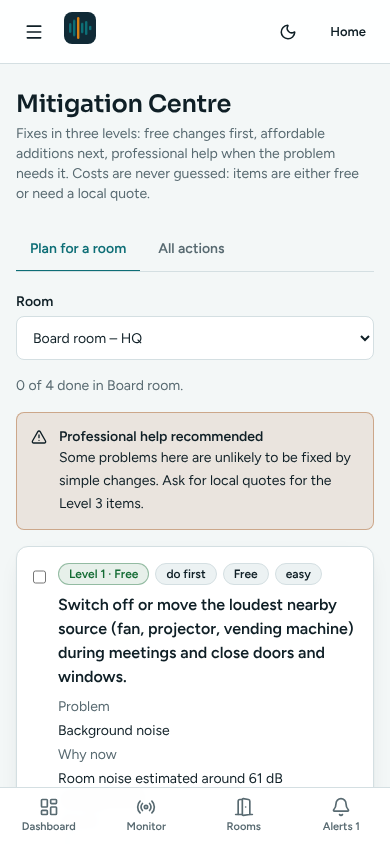 Home
Mitigation Centre
Fixes in three levels: free changes first, affordable
additions next, professional help when the problem
needs it. Costs are never guessed: items are either free
or need a local quote.
Plan for a room
All actions
Room
Board room – HQ
0 of 4 done in Board room.
Professional help recommended
Some problems here are unlikely to be fixed by
simple changes. Ask for local quotes for the
Level 3 items.
Level 1 · Free
do first
Free
easy
Switch off or move the loudest nearby
source (fan, projector, vending machine)
during meetings and close doors and
windows.
Problem
Background noise
Why now
Room noise estimated around 61 dB
Dashboard
Monitor
Rooms
Alerts 1